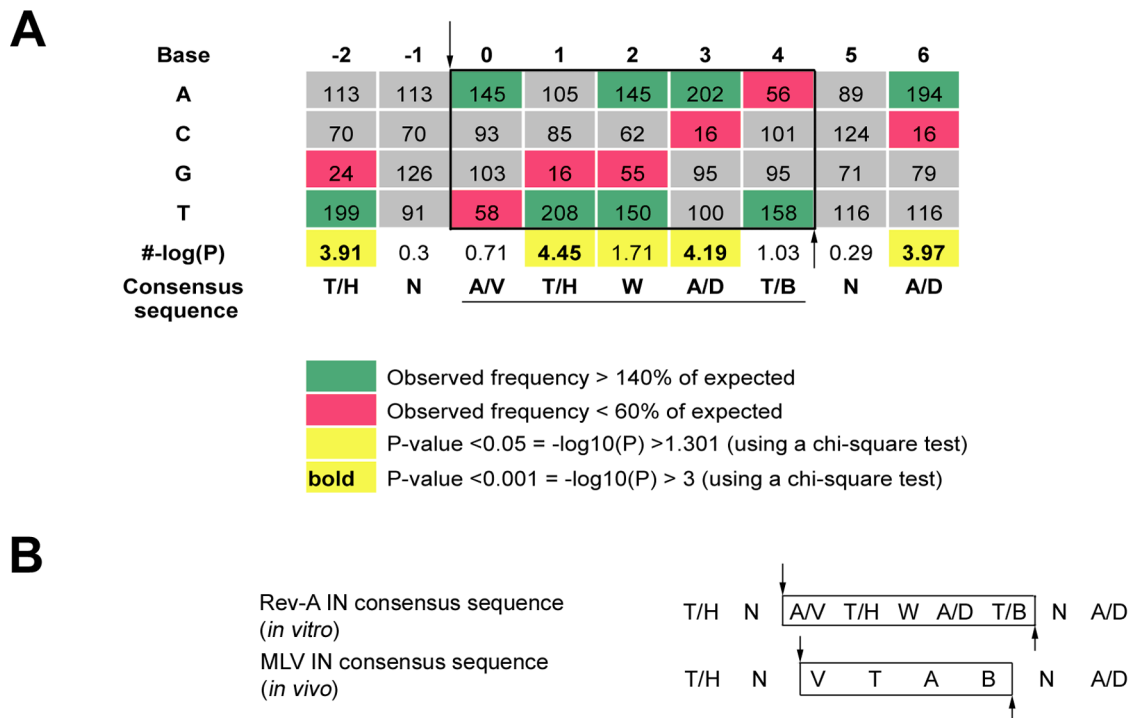 A
Base -2 -1 0 1 2 3 4 5 6
A 113 113 145 105 145 202 56 89 194
C 70 70 93 85 62 16 101 124 16
G 24 126 103 16 55 95 95 71 79
T 199 91 58 208 150 100 158 116 116
#-log(P) 3.91 0.3 0.71 4.45 1.71 4.19 1.03 0.29 3.97
Consensus T/H N A/V T/H W A/D T/B N A/D
sequence
Observed frequency > 140% of expected
Observed frequency < 60% of expected
P-value <0.05 = -log10(P) >1.301 (using a chi-square test)
bold P-value <0.001 = -log10(P) > 3 (using a chi-square test)
B
Rev-A IN consensus sequence T/H N A/V T/H W A/D T/B N A/D
(in vitro)
MLV IN consensus sequence T/H N V T A B N A/D
(in vivo)